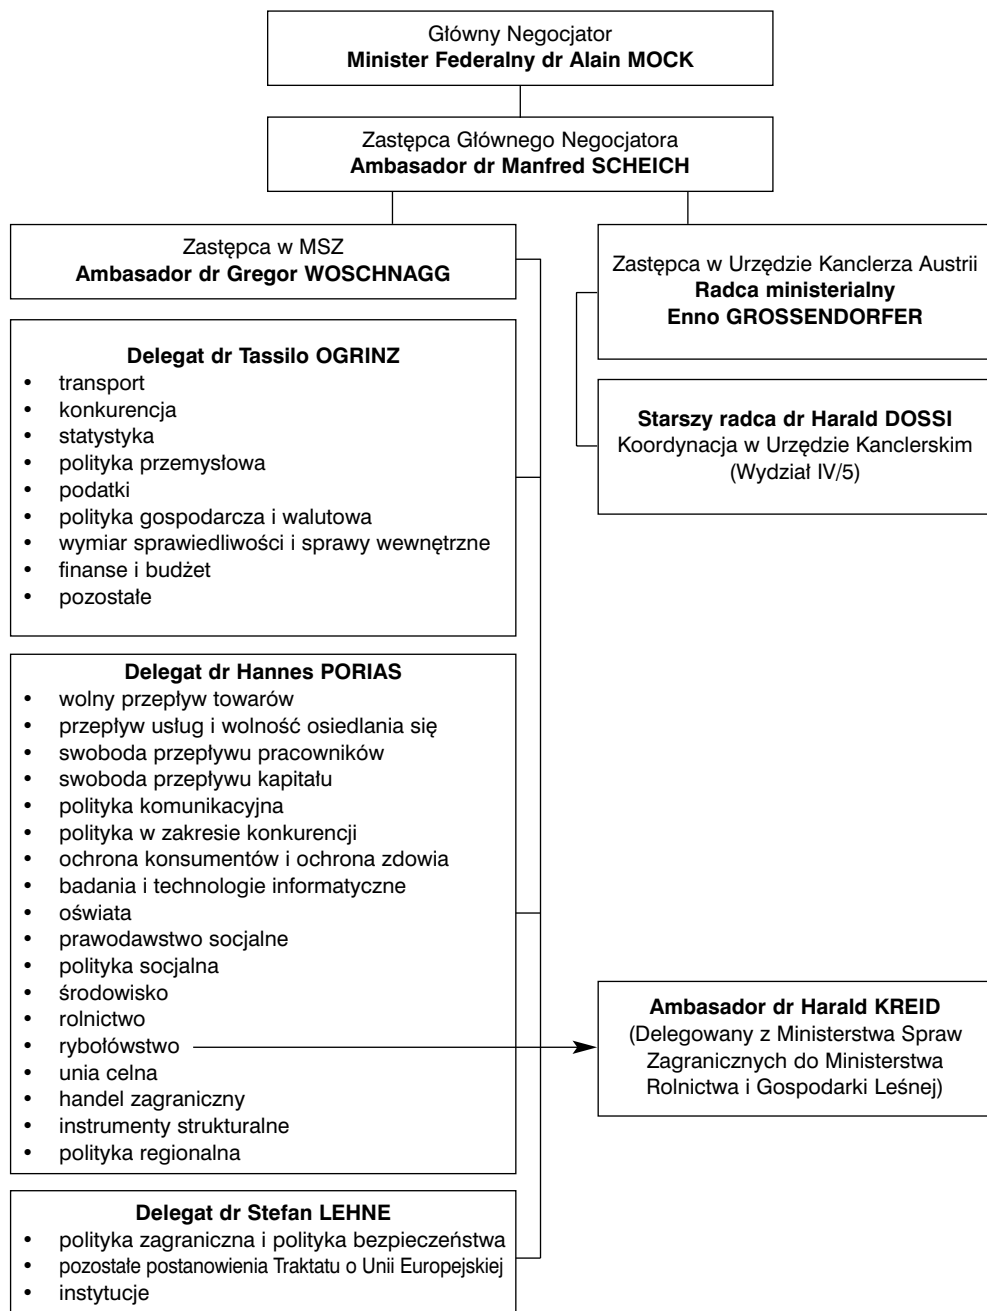 Główny Negocjator
Minister Federalny dr Alain MOCK
Zastępca Głównego Negocjatora
Ambasador dr Manfred SCHEICH
Zastępca w MSZ
Ambasador dr Gregor WOSCHNAGG
Zastępca w Urzędzie Kanclerza Austrii
Radca ministerialny
Enno GROSSENDORFER
Delegat dr Tassilo OGRINZ
• transport
• konkurencja
• statystyka
• polityka przemysłowa
• podatki
• polityka gospodarcza i walutowa
• wymiar sprawiedliwości i sprawy wewnętrzne
• finanse i budżet
• pozostałe
Starszy radca dr Harald DOSSI
Koordynacja w Urzędzie Kanclerskim
(Wydział IV/5)
Delegat dr Hannes PORIAS
• wolny przepływ towarów
• przepływ usług i wolność osiedlania się
• swoboda przepływu pracowników
• swoboda przepływu kapitału
• polityka komunikacyjna
• polityka w zakresie konkurencji
• ochrona konsumentów i ochrona zdowia
• badania i technologie informatyczne
• oświata
• prawodawstwo socjalne
• polityka socjalna
• środowisko
• rolnictwo
• rybołówstwo
• unia celna
• handel zagraniczny
• instrumenty strukturalne
• polityka regionalna
Ambasador dr Harald KREID
(Delegowany z Ministerstwa Spraw
Zagranicznych do Ministerstwa
Rolnictwa i Gospodarki Leśnej)
Delegat dr Stefan LEHNE
• polityka zagraniczna i polityka bezpieczeństwa
• pozostałe postanowienia Traktatu o Unii Europejskiej
• instytucje